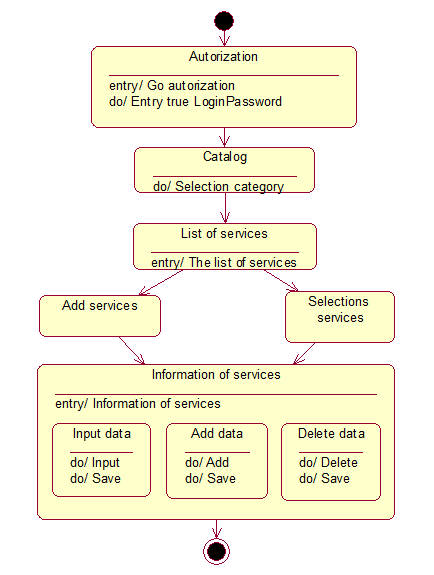 Autorization
entry/ Go autorization
do/ Entry true LoginPassword
Catalog
do/ Selection category
List of services
entry/ The list of services
Add services
Selections
services
Information of services
entry/ Information of services
Input data
do/ Input
do/ Save
Add data
do/ Add
do/ Save
Delete data
do/ Delete
do/ Save